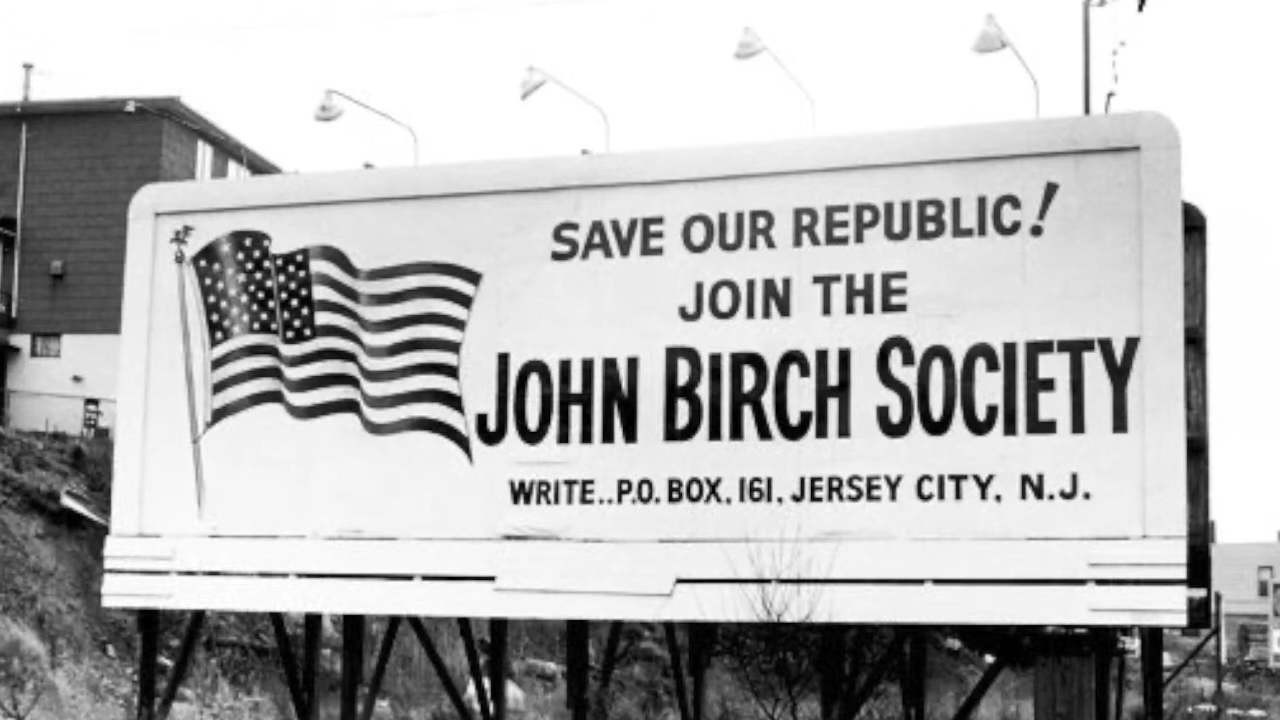 SAVE OUR REPUBLIC!
JOIN THE
JOHN BIRCH SOCIETY
WRITE..P.O. BOX, 161, JERSEY CITY, N.J.